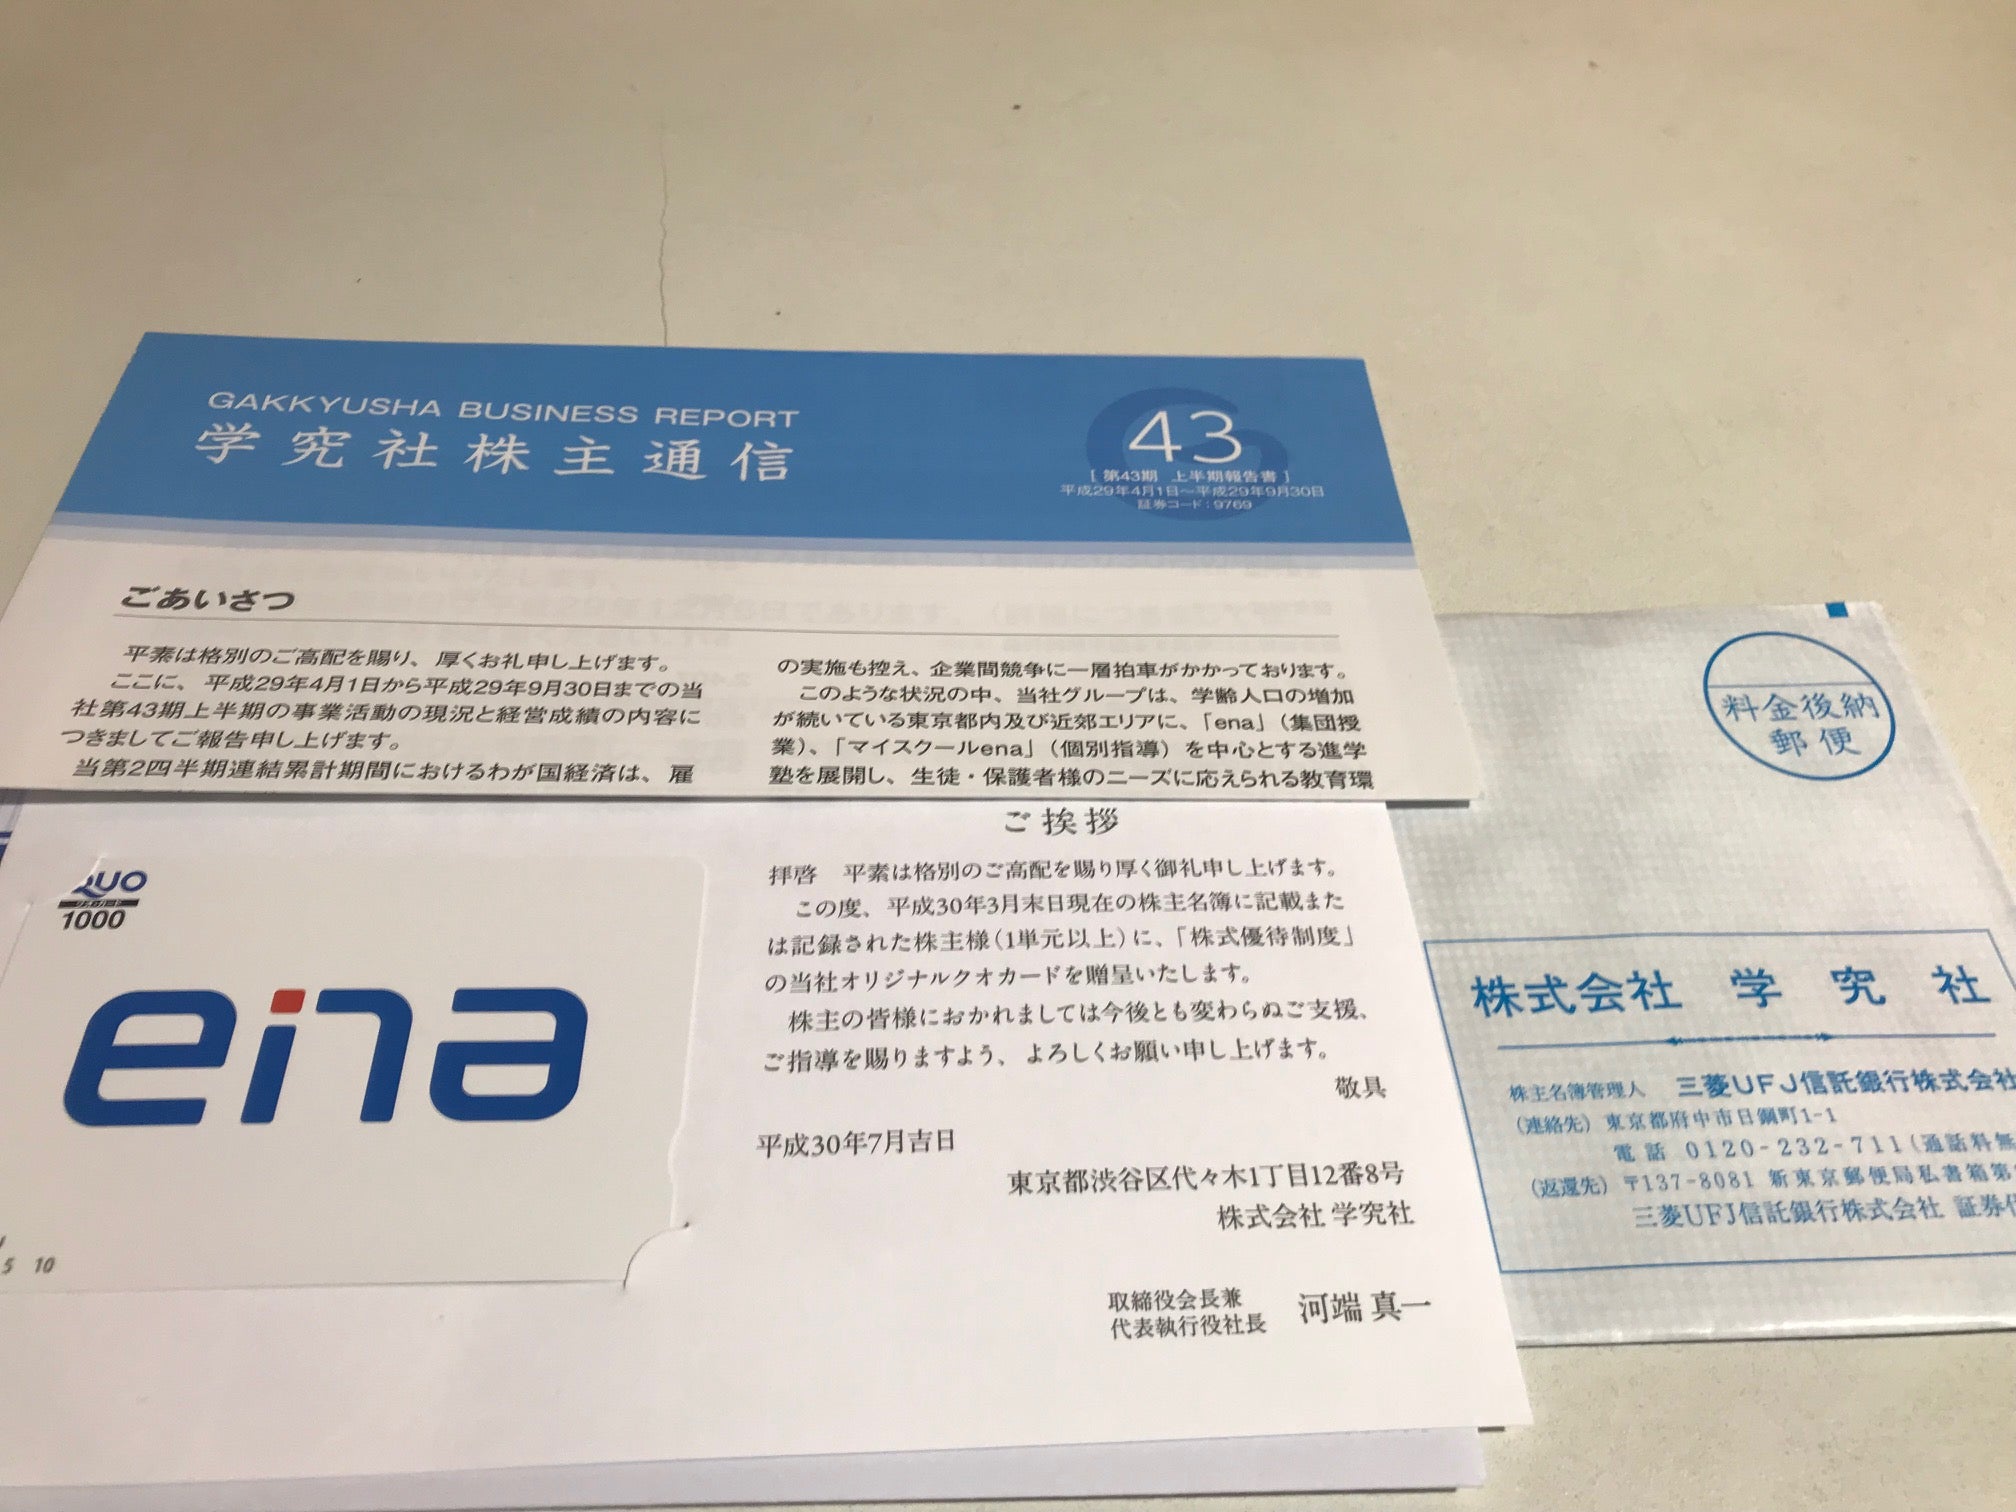 GAKKYUSHA BUSINESS REPORT
学究社株主通信
43
[ 第43期 上半期報告書 ]
平成29年4月1日～平成29年9月30日
証券コード：9769
ごあいさつ
平素は格別のご高配を賜り、厚くお礼申し上げます。
ここに、平成29年4月1日から平成29年9月30日までの当
社第43期上半期の事業活動の現況と経営成績の内容に
つきましてご報告申し上げます。
当第2四半期連結累計期間におけるわが国経済は、雇
の実施も控え、企業間競争に一層拍車がかかっております。
このような状況の中、当社グループは、学齢人口の増加
が続いている東京都内及び近郊エリアに、「ena」（集団授
業）、「マイスクールena」（個別指導）を中心とする進学
塾を展開し、生徒・保護者様のニーズに応えられる教育環
QUO
クオ・カード
1000
ena
5 10
ご挨拶
拝啓 平素は格別のご高配を賜り厚く御礼申し上げます。
この度、平成30年3月末日現在の株主名簿に記載また
は記録された株主様（1単元以上）に、「株式優待制度」
の当社オリジナルクオカードを贈呈いたします。
株主の皆様におかれましては今後とも変わらぬご支援、
ご指導を賜りますよう、よろしくお願い申し上げます。
敬具
平成30年7月吉日
東京都渋谷区代々木1丁目12番8号
株式会社 学究社
取締役会長兼
代表執行役社長 河端 真一
料金後納
郵便
株式会社 学究社
株主名簿管理人 三菱UFJ信託銀行株式会社
（連絡先）東京都府中市日鋼町1-1
電話 0120-232-711（通話料無
（返還先）〒137-8081 新東京郵便局私書箱第
三菱UFJ信託銀行株式会社 証券代